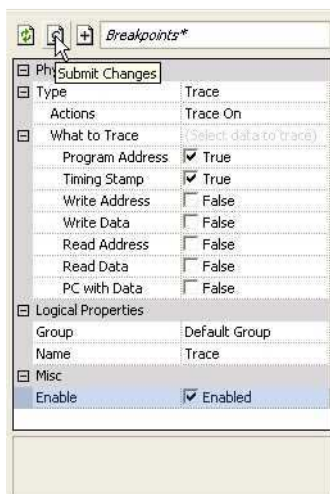 Breakpoints*
Phy
Submit Changes
Type Trace
Actions Trace On
What to Trace (Select data to trace)
Program Address True
Timing Stamp True
Write Address False
Write Data False
Read Address False
Read Data False
PC with Data False
Logical Properties
Group Default Group
Name Trace
Misc
Enable Enabled